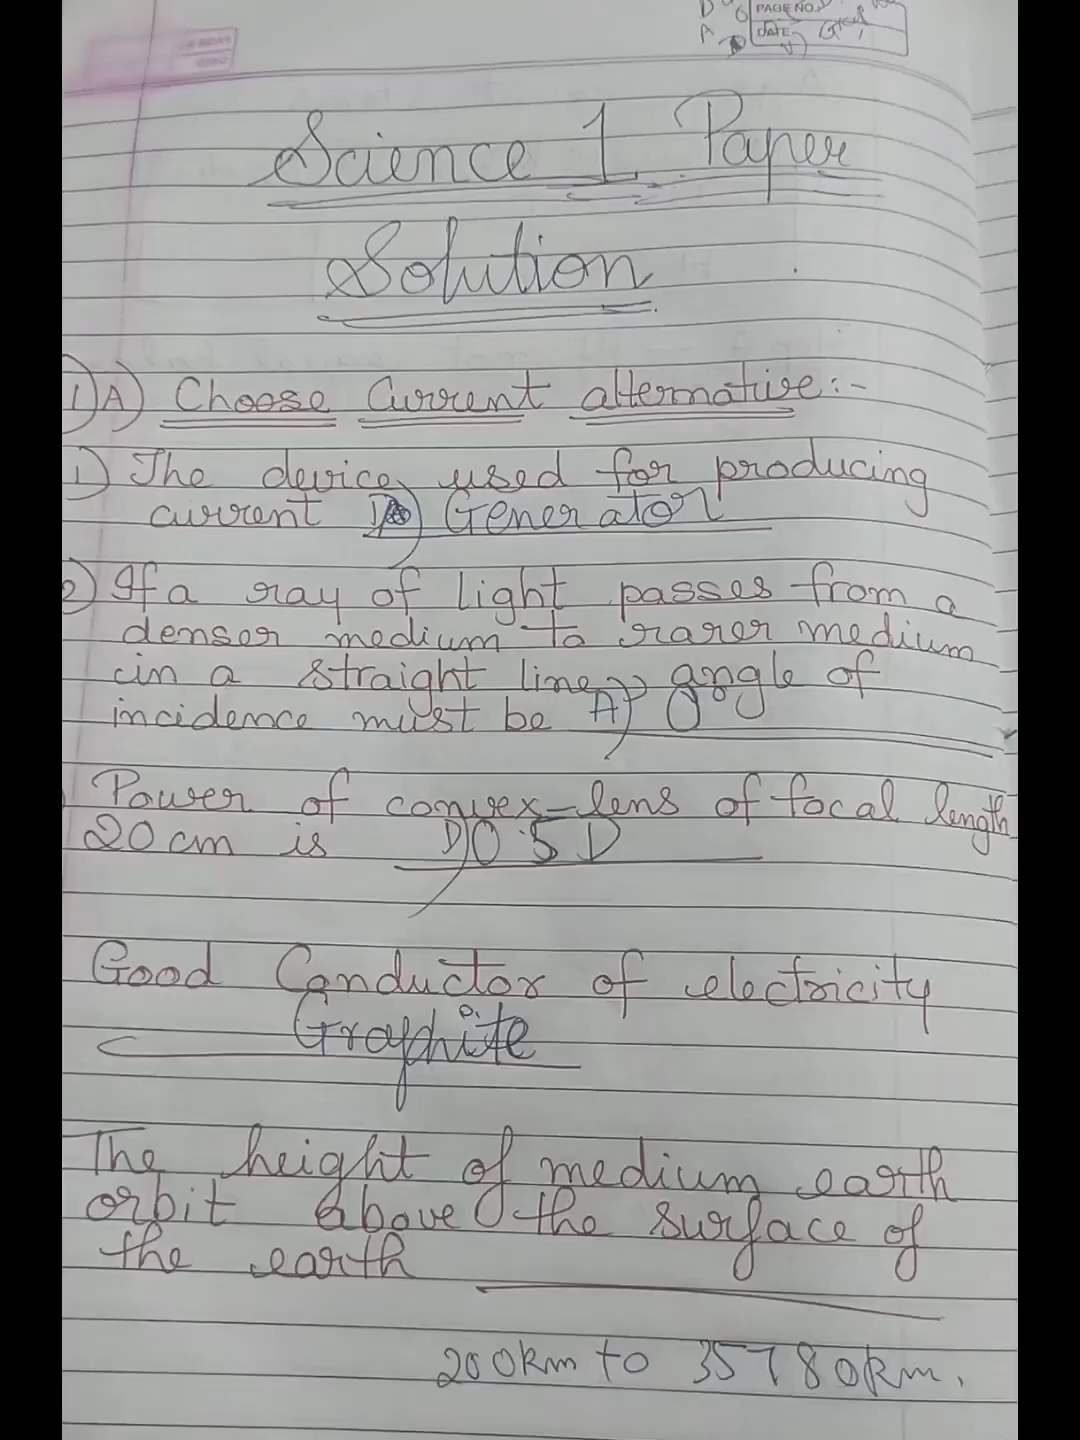 PAGE NO.
DATE
Science 1 Paper
Solution
1) A) Choose Current alternative:-
1) The device used for producing
current D) Generator
2) If a ray of light passes from a
denser medium to rarer medium
in a straight line, angle of
incidence must be A) 0°
Power of convex-lens of focal length
20 cm is D) 0.5 D
Good Conductor of electricity
Graphite
The height of medium earth
orbit above the surface of
the earth
200km to 35780km.